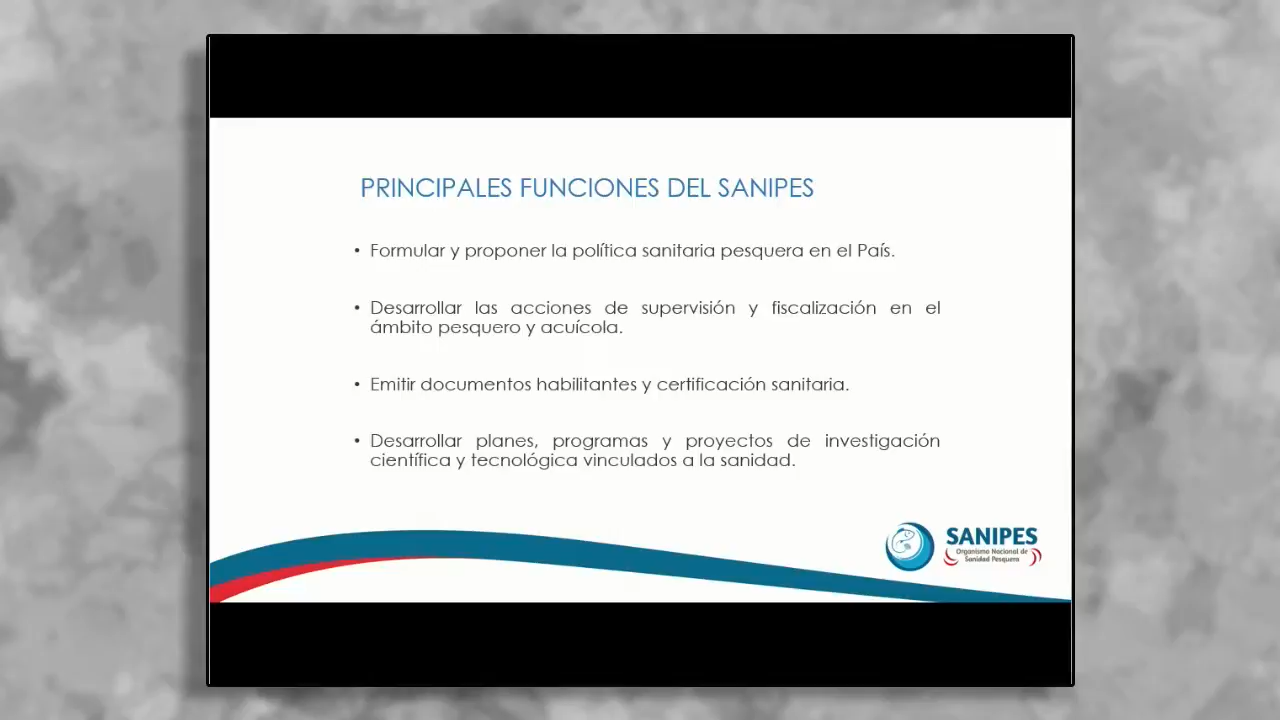 PRINCIPALES FUNCIONES DEL SANIPES
• Formular y proponer la política sanitaria pesquera en el País.
• Desarrollar las acciones de supervisión y fiscalización en el
ámbito pesquero y acuícola.
• Emitir documentos habilitantes y certificación sanitaria.
• Desarrollar planes, programas y proyectos de investigación
científica y tecnológica vinculados a la sanidad.
SANIPES
Organismo Nacional de
Sanidad Pesquera